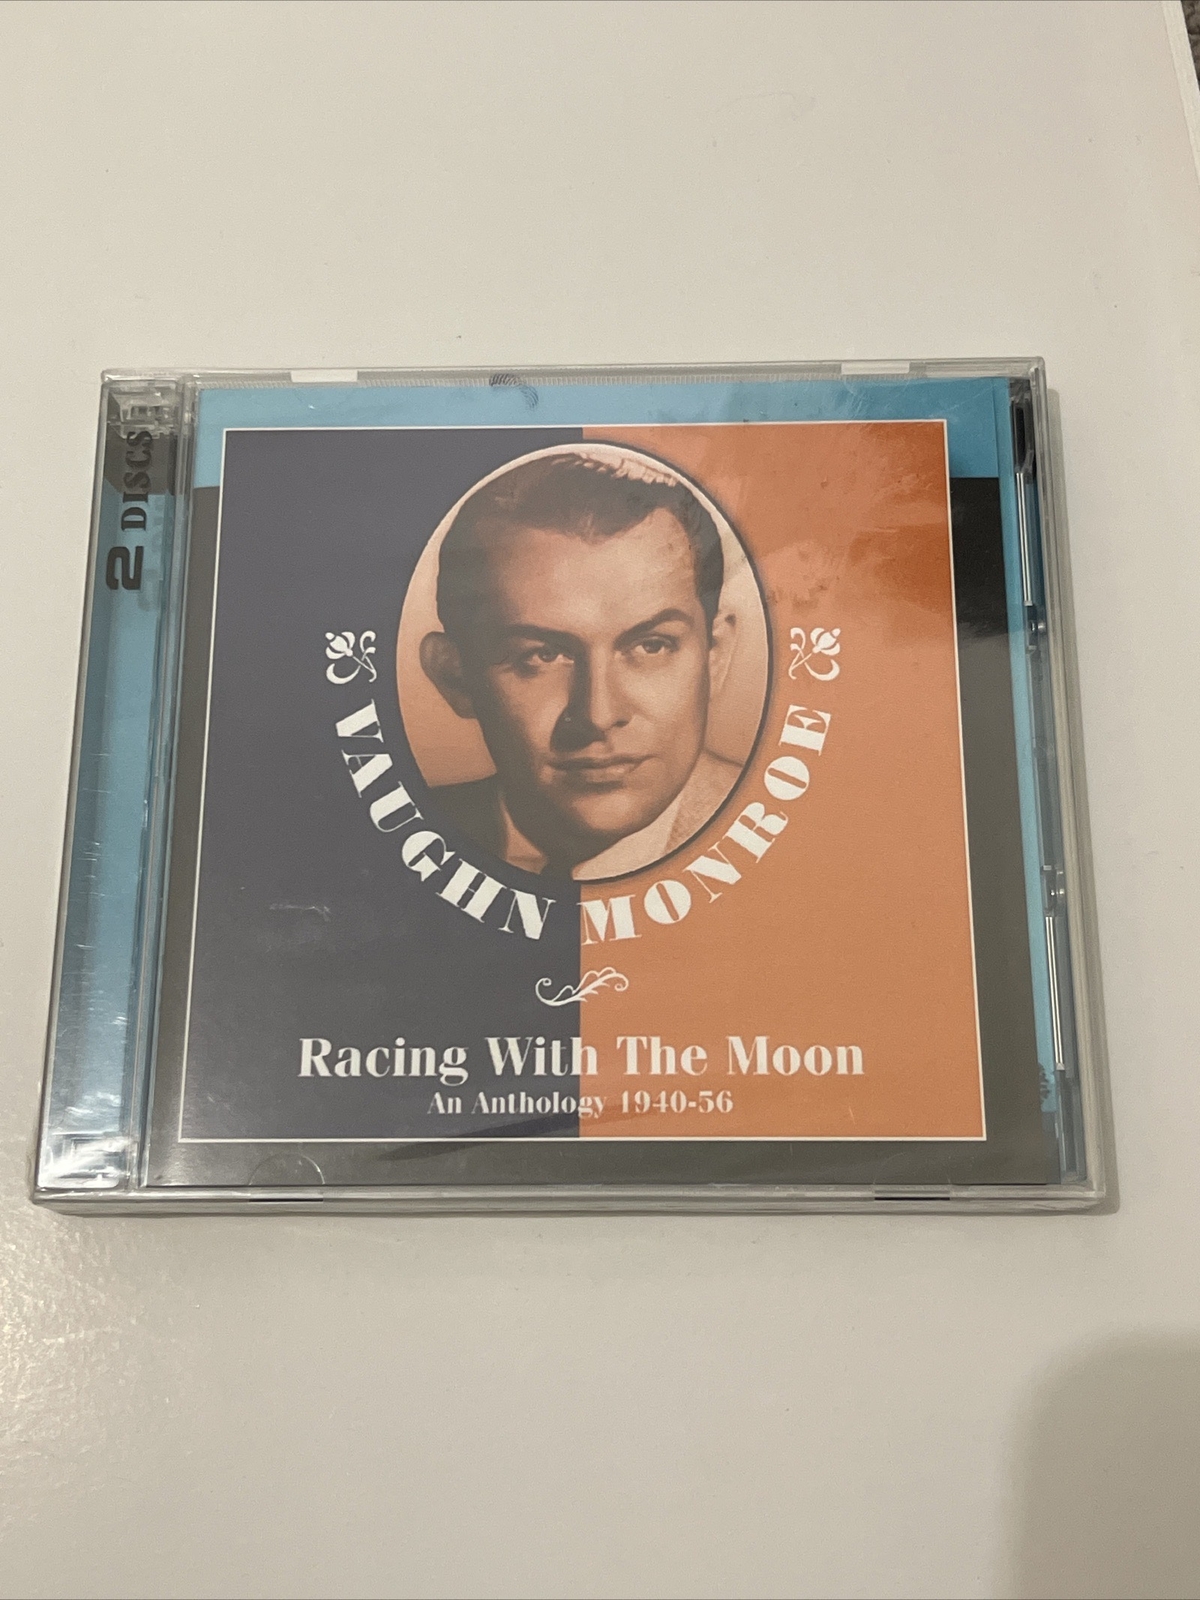 2 DISCS
VAUGHN MONROE
Racing With The Moon
An Anthology 1940-56